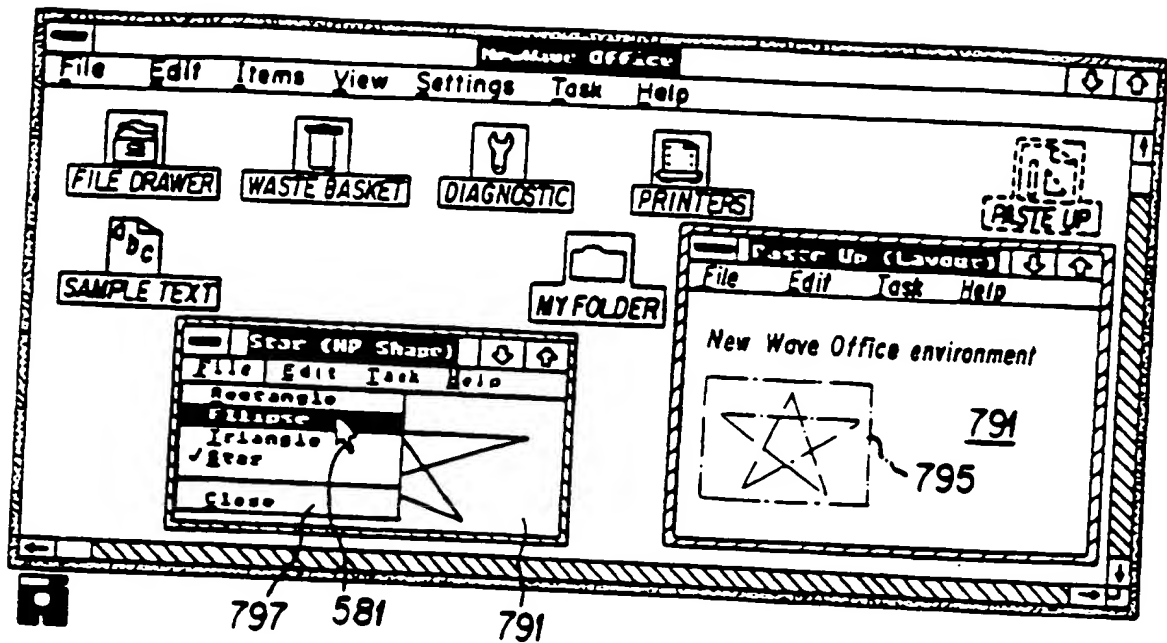 NewWave Office
File Edit Items View Settings Task Help
FILE DRAWER WASTE BASKET DIAGNOSTIC PRINTERS PASTE UP
abc
SAMPLE TEXT MY FOLDER
Paste Up (Layout)
File Edit Task Help
New Wave Office environment
791
795
Star (HP Shape)
File Edit Task Help
Rectangle
Ellipse
Triangle
✓Star
Close
797 581 791